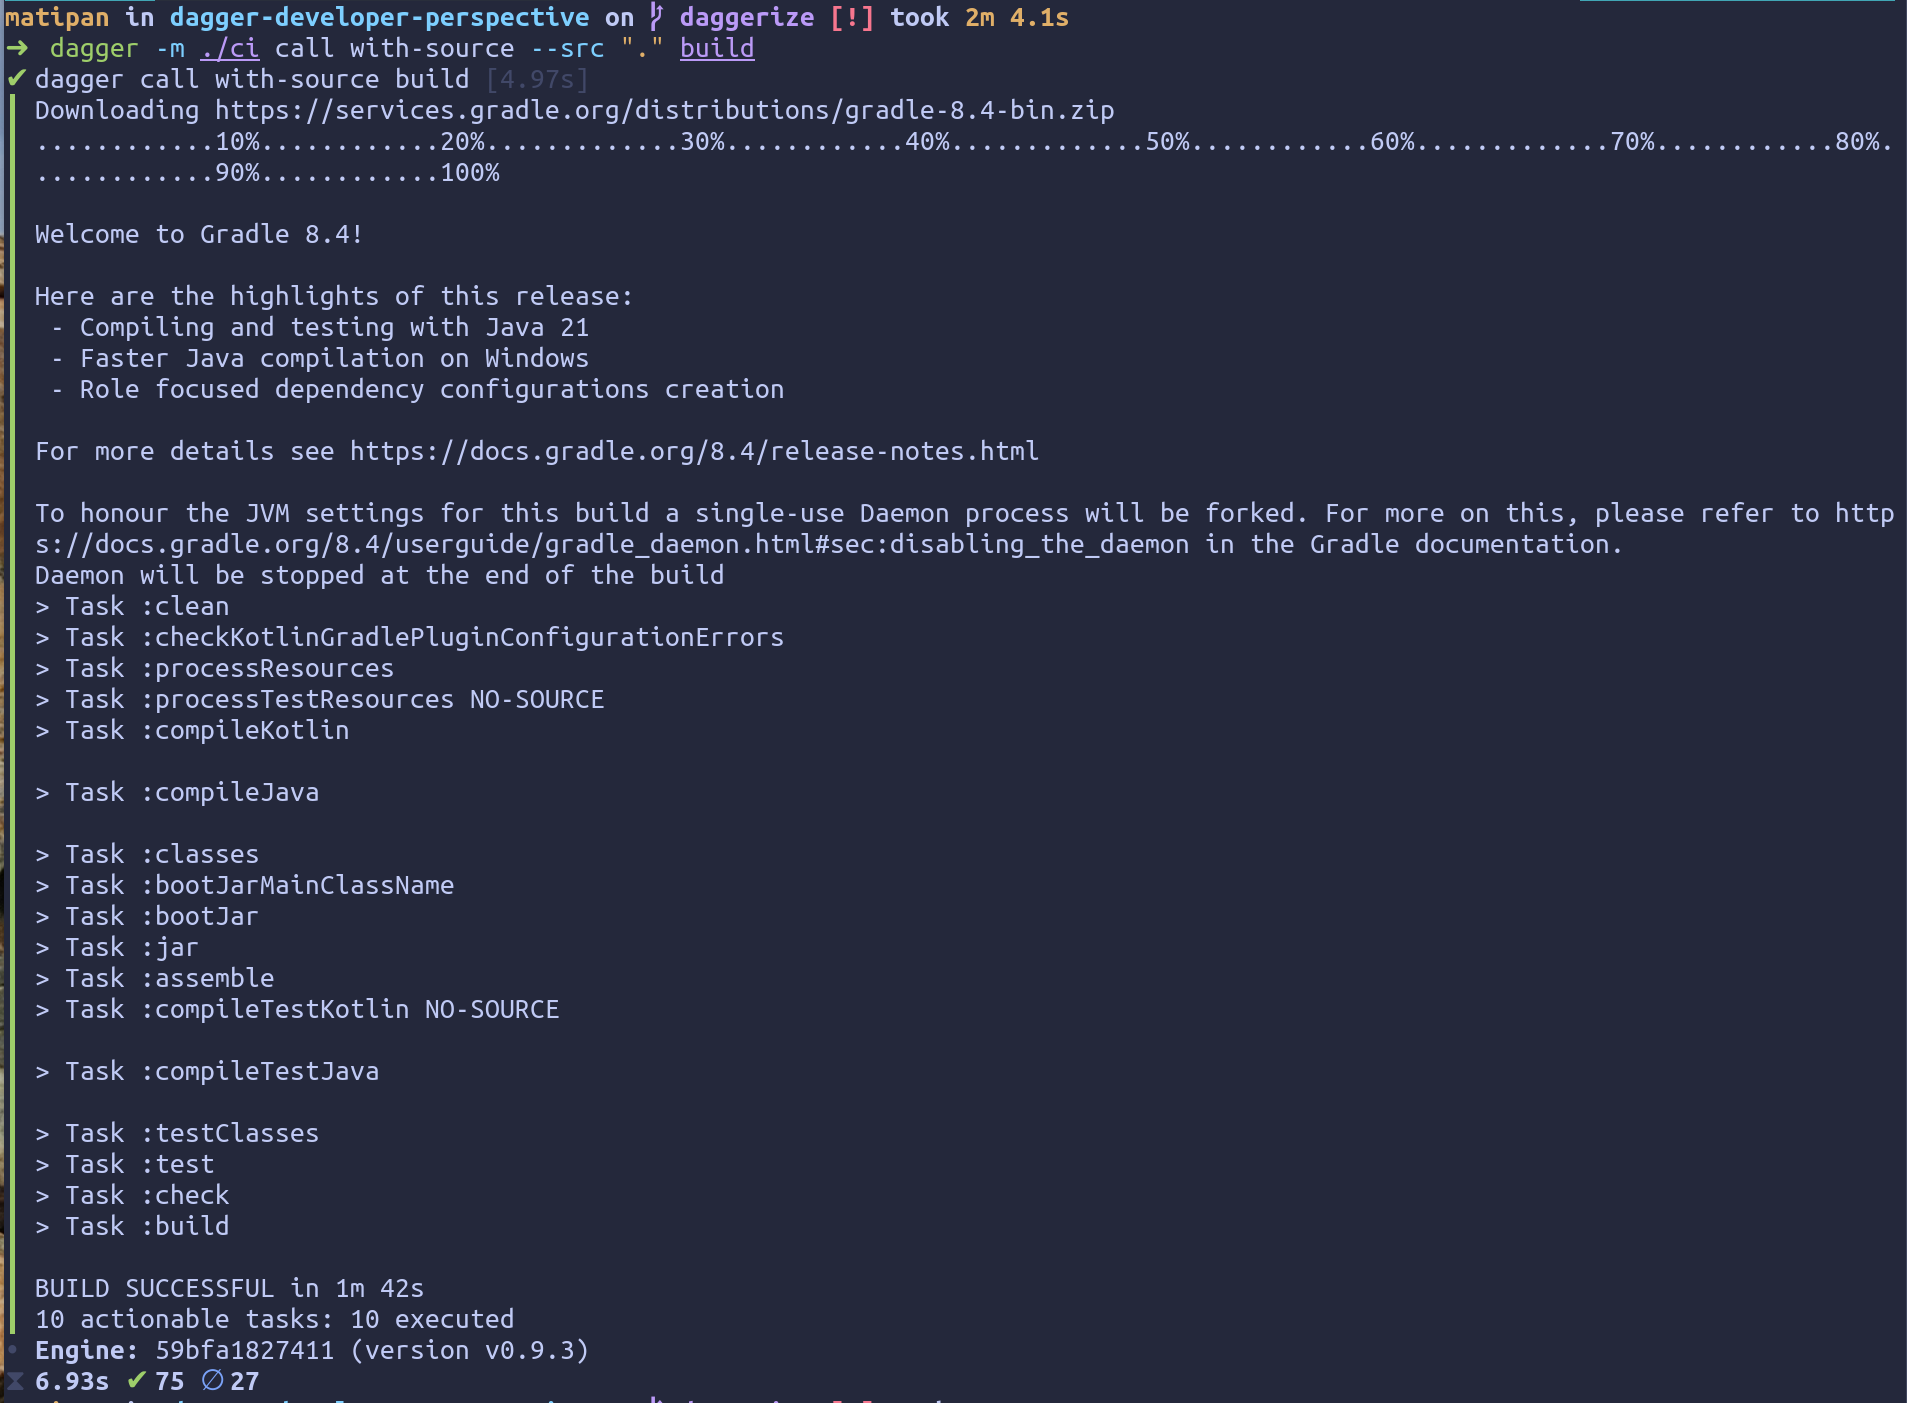 matipan in dagger-developer-perspective on daggerize [!] took 2m 4.1s
➜ dagger -m ./ci call with-source --src "." build
✔ dagger call with-source build [4.97s]
Downloading https://services.gradle.org/distributions/gradle-8.4-bin.zip
............10%............20%.............30%............40%.............50%............60%.............70%............80%.
............90%............100%
Welcome to Gradle 8.4!
Here are the highlights of this release:
- Compiling and testing with Java 21
- Faster Java compilation on Windows
- Role focused dependency configurations creation
For more details see https://docs.gradle.org/8.4/release-notes.html
To honour the JVM settings for this build a single-use Daemon process will be forked. For more on this, please refer to http
s://docs.gradle.org/8.4/userguide/gradle_daemon.html#sec:disabling_the_daemon in the Gradle documentation.
Daemon will be stopped at the end of the build
> Task :clean
> Task :checkKotlinGradlePluginConfigurationErrors
> Task :processResources
> Task :processTestResources NO-SOURCE
> Task :compileKotlin
> Task :compileJava
> Task :classes
> Task :bootJarMainClassName
> Task :bootJar
> Task :jar
> Task :assemble
> Task :compileTestKotlin NO-SOURCE
> Task :compileTestJava
> Task :testClasses
> Task :test
> Task :check
> Task :build
BUILD SUCCESSFUL in 1m 42s
10 actionable tasks: 10 executed
• Engine: 59bfa1827411 (version v0.9.3)
⧗ 6.93s ✔ 75 ∅ 27